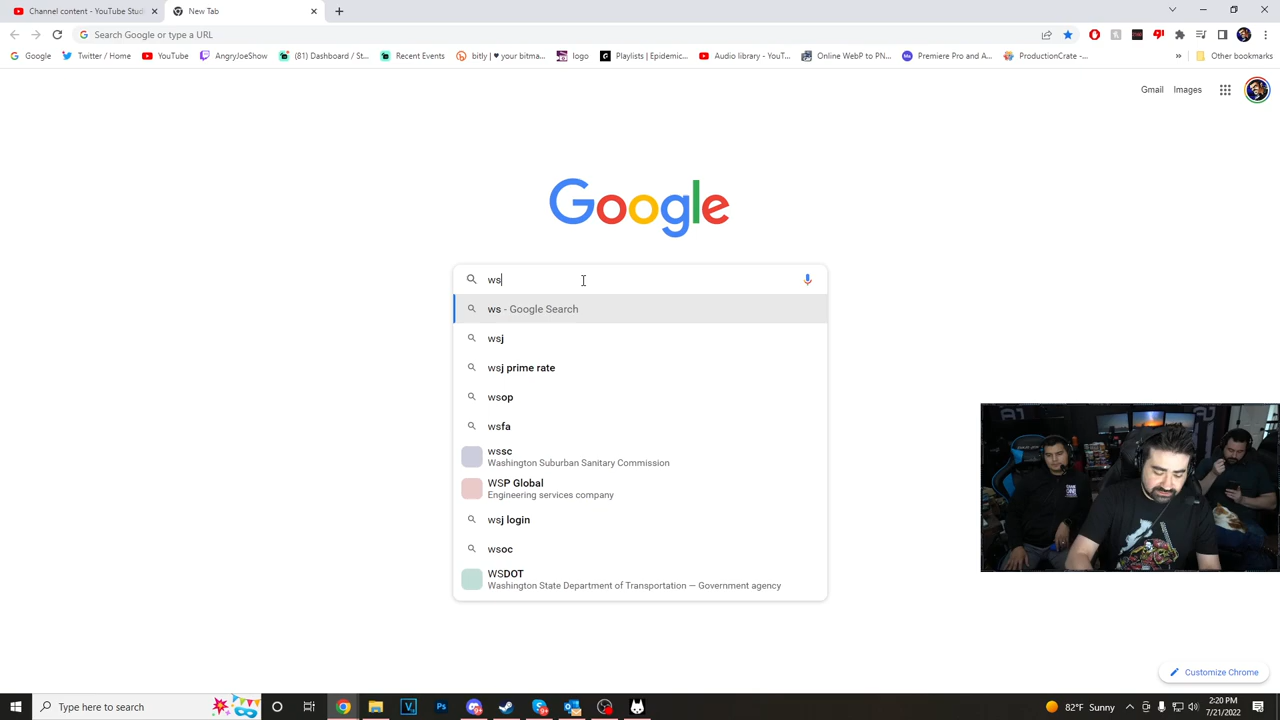 Channel content - YouTube Stud
New Tab
Search Google or type a URL
Google
Twitter / Home
YouTube
AngryJoeShow
(81) Dashboard / St...
Recent Events
bitly | ♥ your bitma...
logo
Playlists | Epidemic...
Audio library - YouT...
Online WebP to PN...
Premiere Pro and A...
ProductionCrate -...
»
Other bookmarks
Gmail
Images
Google
ws
ws - Google Search
wsj
wsj prime rate
wsop
wsfa
wssc
Washington Suburban Sanitary Commission
WSP Global
Engineering services company
wsj login
wsoc
WSDOT
Washington State Department of Transportation — Government agency
Customize Chrome
Type here to search
82°F Sunny
2:20 PM
7/21/2022